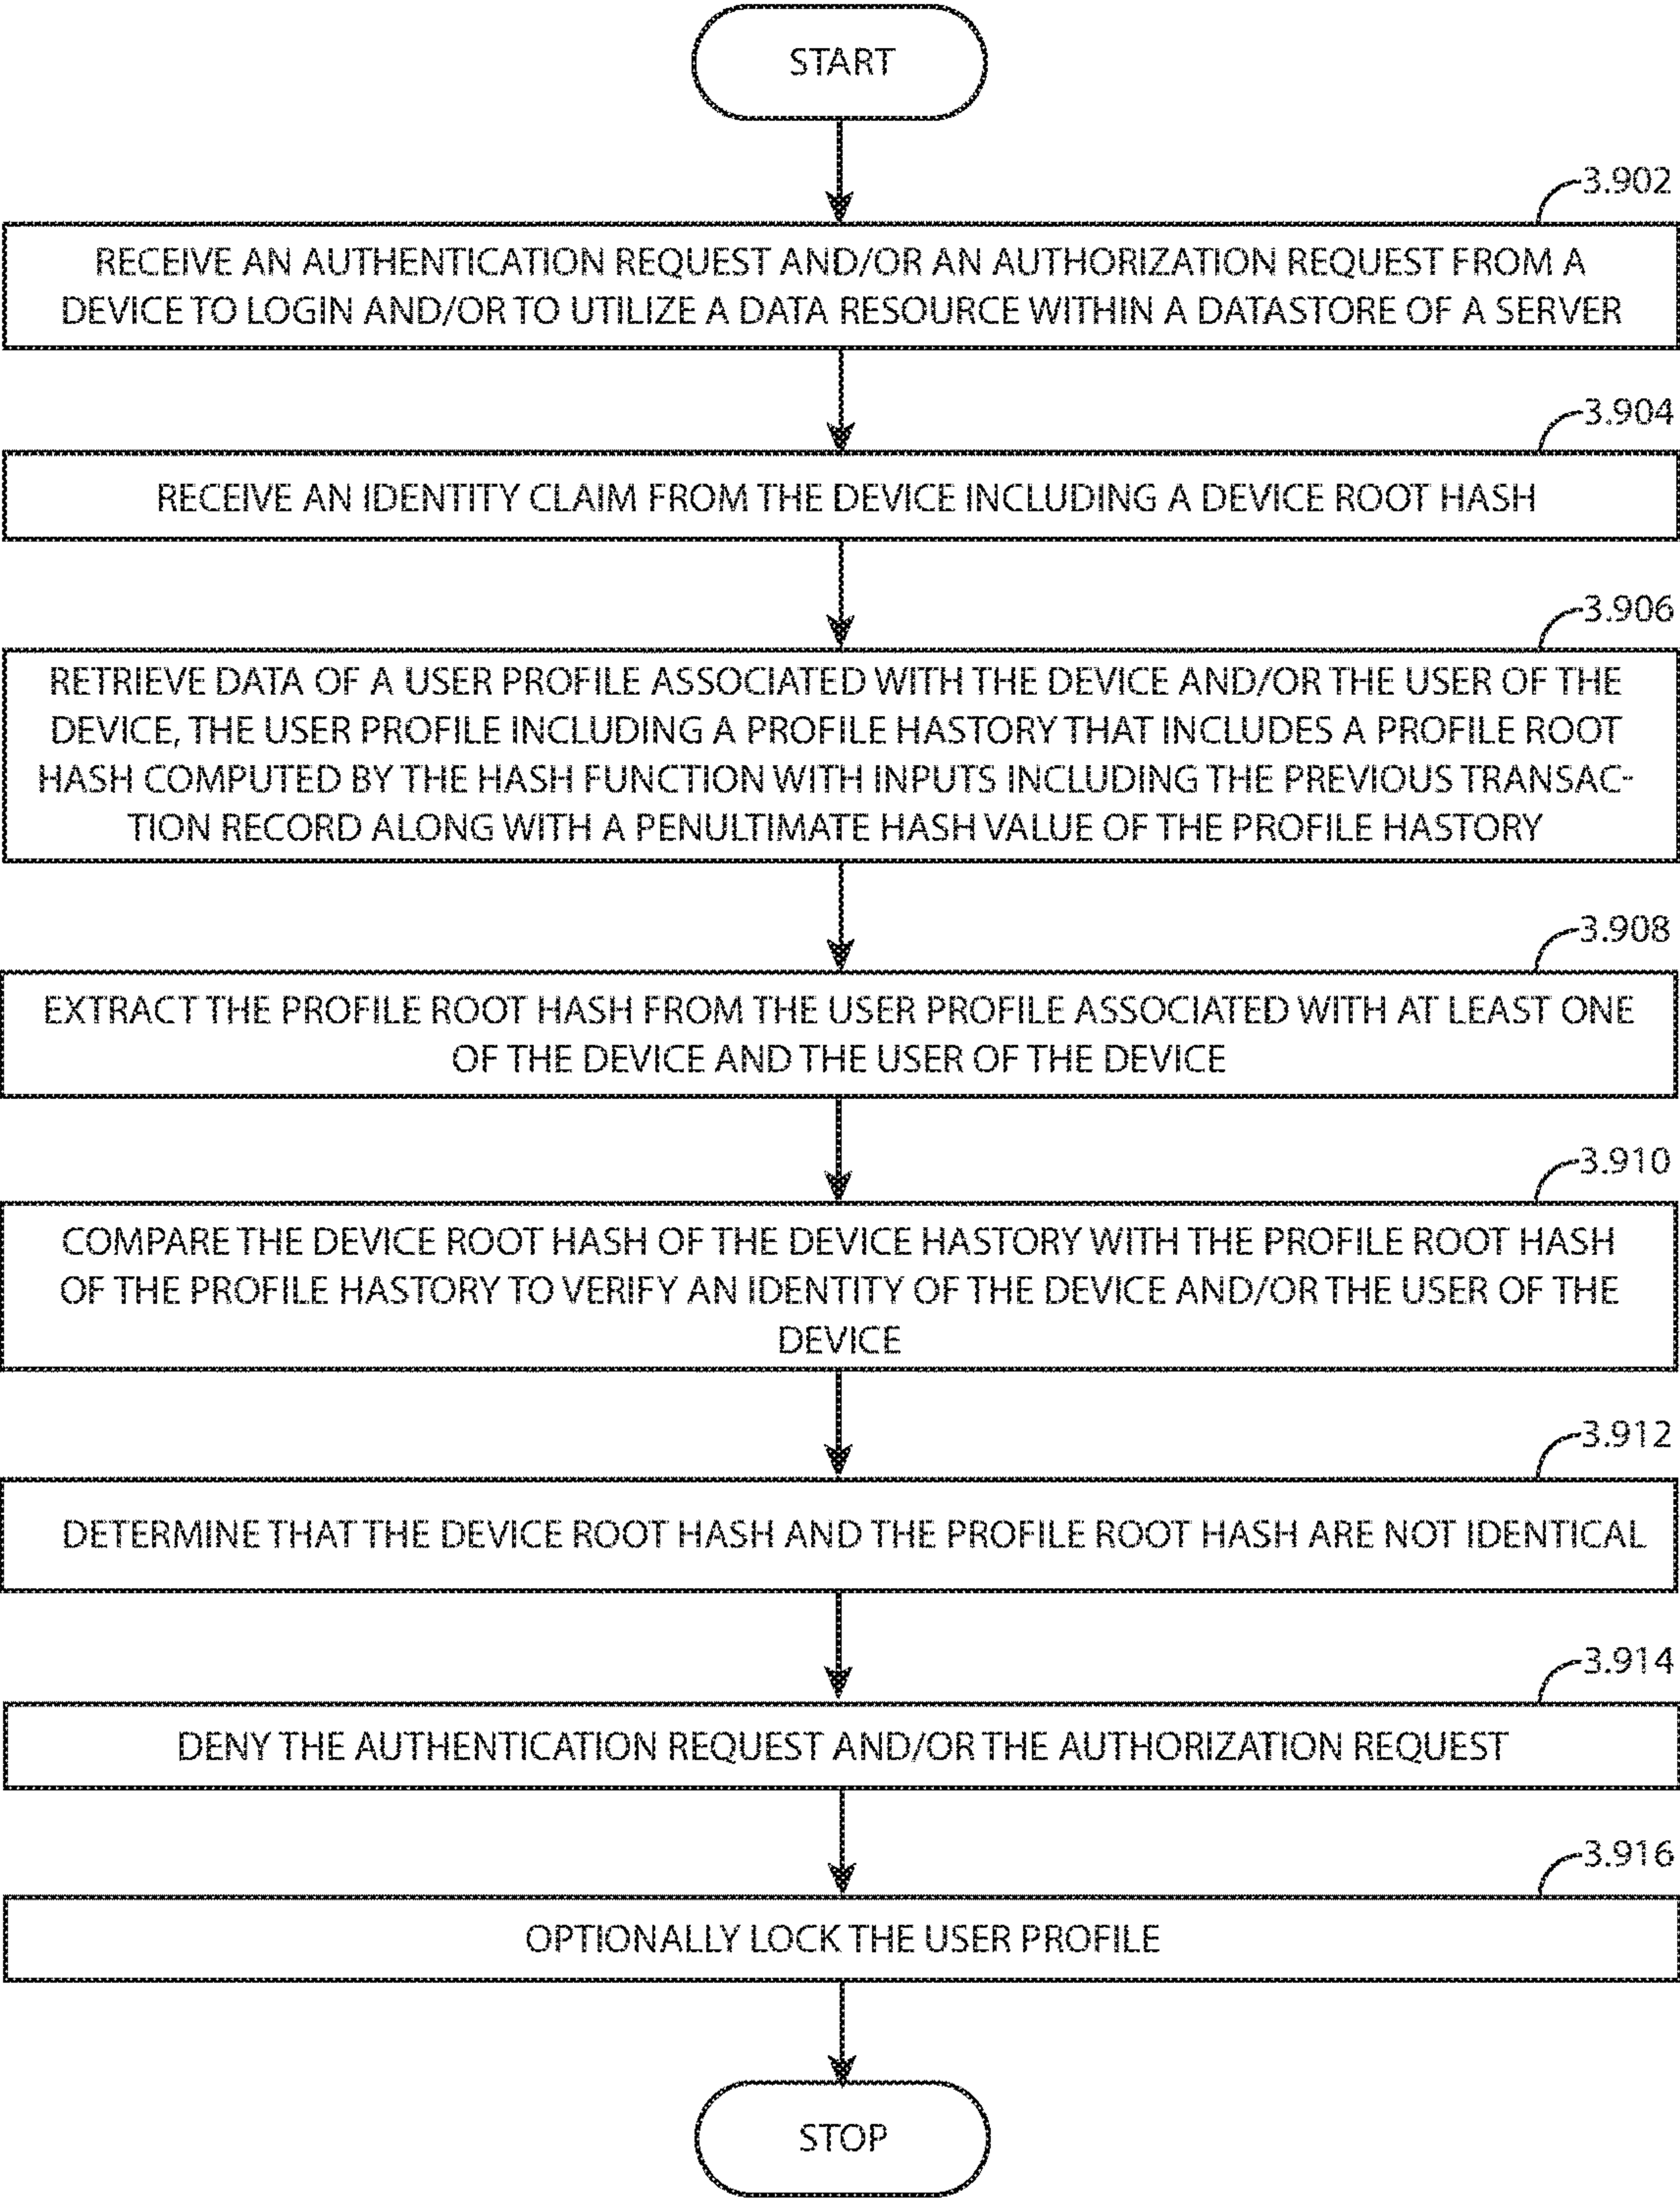 START
3.902
RECEIVE AN AUTHENTICATION REQUEST AND/OR AN AUTHORIZATION REQUEST FROM A
DEVICE TO LOGIN AND/OR TO UTILIZE A DATA RESOURCE WITHIN A DATASTORE OF A SERVER
3.904
RECEIVE AN IDENTITY CLAIM FROM THE DEVICE INCLUDING A DEVICE ROOT HASH
3.906
RETRIEVE DATA OF A USER PROFILE ASSOCIATED WITH THE DEVICE AND/OR THE USER OF THE
DEVICE, THE USER PROFILE INCLUDING A PROFILE HASTORY THAT INCLUDES A PROFILE ROOT
HASH COMPUTED BY THE HASH FUNCTION WITH INPUTS INCLUDING THE PREVIOUS TRANSAC-
TION RECORD ALONG WITH A PENULTIMATE HASH VALUE OF THE PROFILE HASTORY
3.908
EXTRACT THE PROFILE ROOT HASH FROM THE USER PROFILE ASSOCIATED WITH AT LEAST ONE
OF THE DEVICE AND THE USER OF THE DEVICE
3.910
COMPARE THE DEVICE ROOT HASH OF THE DEVICE HASTORY WITH THE PROFILE ROOT HASH
OF THE PROFILE HASTORY TO VERIFY AN IDENTITY OF THE DEVICE AND/OR THE USER OF THE
DEVICE
3.912
DETERMINE THAT THE DEVICE ROOT HASH AND THE PROFILE ROOT HASH ARE NOT IDENTICAL
3.914
DENY THE AUTHENTICATION REQUEST AND/OR THE AUTHORIZATION REQUEST
3.916
OPTIONALLY LOCK THE USER PROFILE
STOP